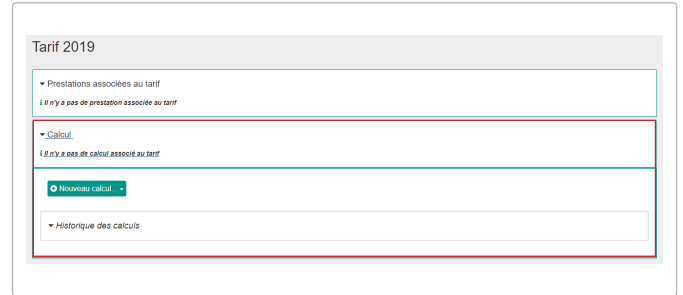 Tarif 2019
Prestations associées au tarif
i Il n'y a pas de prestation associée au tarif
Calcul
i Il n'y a pas de calcul associé au tarif
Nouveau calcul...
Historique des calculs